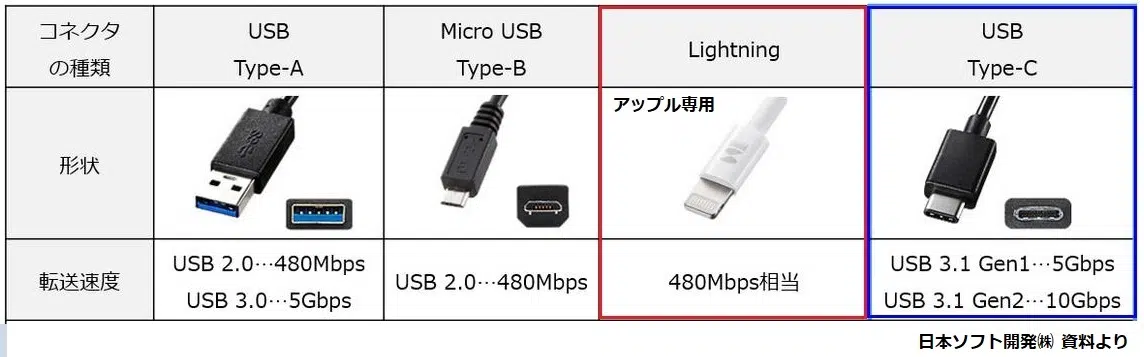 コネクタ
の種類
USB
Type-A
Micro USB
Type-B
Lightning
USB
Type-C
形状
アップル専用
転送速度
USB 2.0…480Mbps
USB 3.0…5Gbps
USB 2.0…480Mbps
480Mbps相当
USB 3.1 Gen1…5Gbps
USB 3.1 Gen2…10Gbps
日本ソフト開発㈱ 資料より